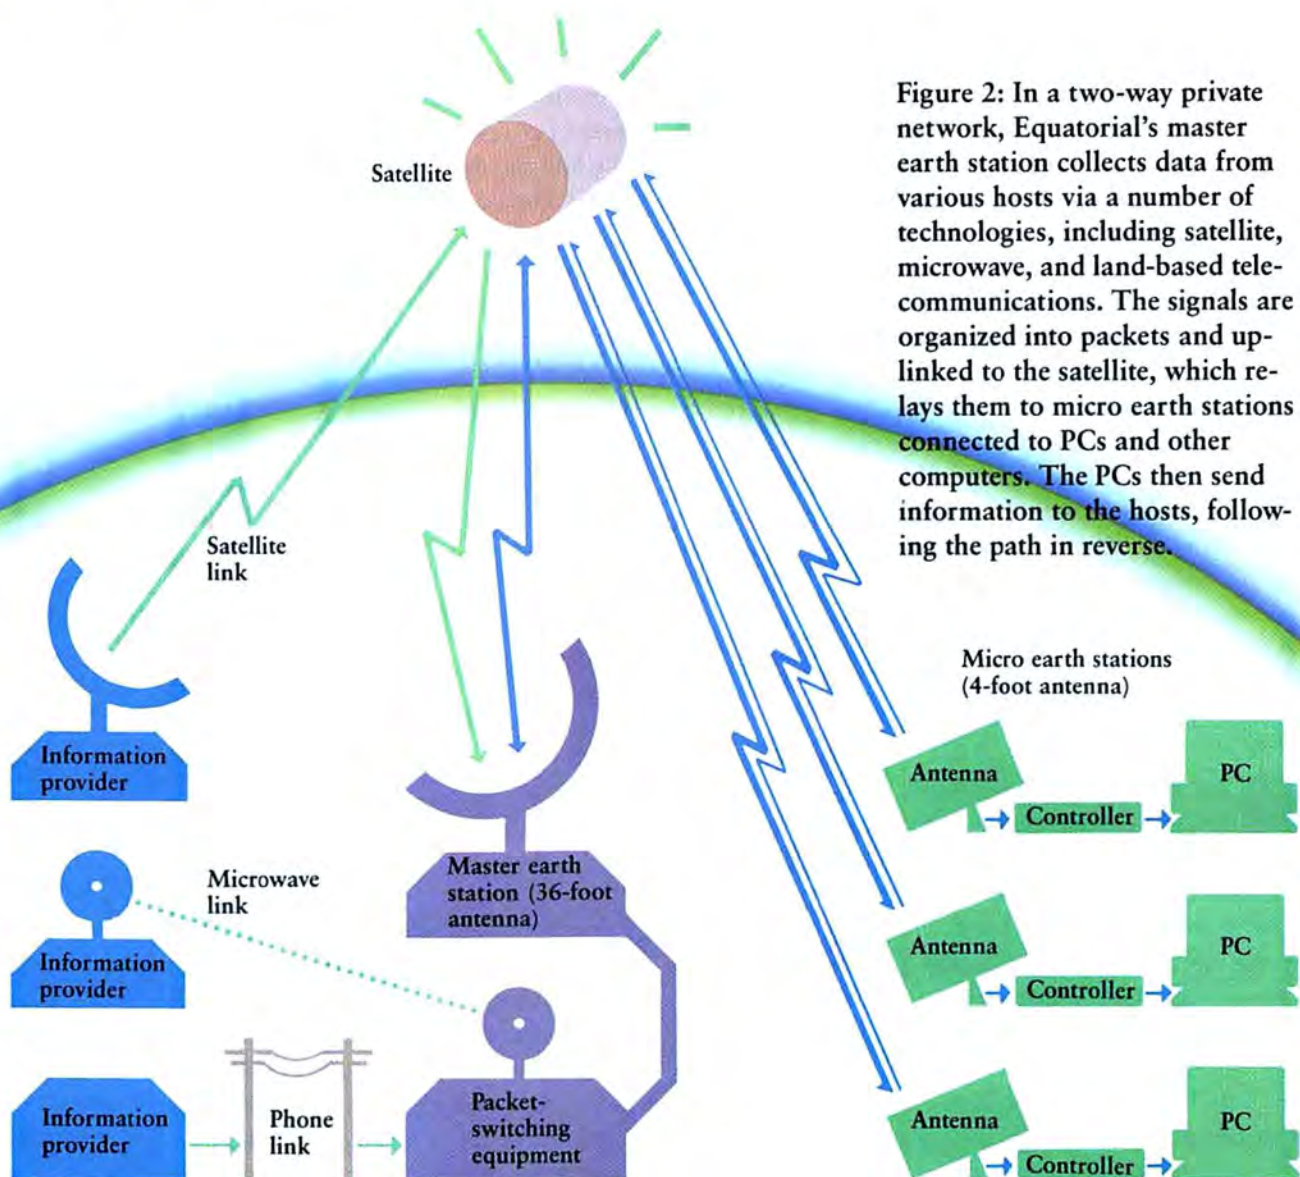 Satellite
Figure 2: In a two-way private
network, Equatorial's master
earth station collects data from
various hosts via a number of
technologies, including satellite,
microwave, and land-based tele-
communications. The signals are
organized into packets and up-
linked to the satellite, which re-
lays them to micro earth stations
connected to PCs and other
computers. The PCs then send
information to the hosts, follow-
ing the path in reverse.
Satellite
link
Information
provider
Microwave
link
Information
provider
Information
provider
Phone
link
Master earth
station (36-foot
antenna)
Packet-
switching
equipment
Micro earth stations
(4-foot antenna)
Antenna
Controller
PC
Antenna
Controller
PC
Antenna
Controller
PC